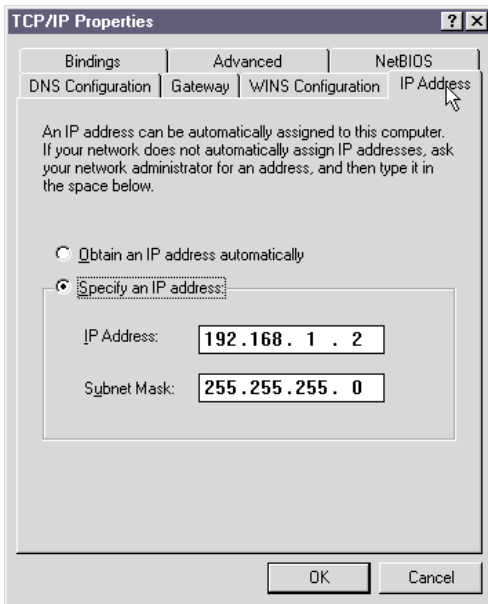 TCP/IP Properties
? ×
Bindings Advanced NetBIOS
DNS Configuration Gateway WINS Configuration IP Address
An IP address can be automatically assigned to this computer.
If your network does not automatically assign IP addresses, ask
your network administrator for an address, and then type it in
the space below.
Obtain an IP address automatically
Specify an IP address:
IP Address: 192.168. 1 . 2
Subnet Mask: 255.255.255. 0
OK Cancel